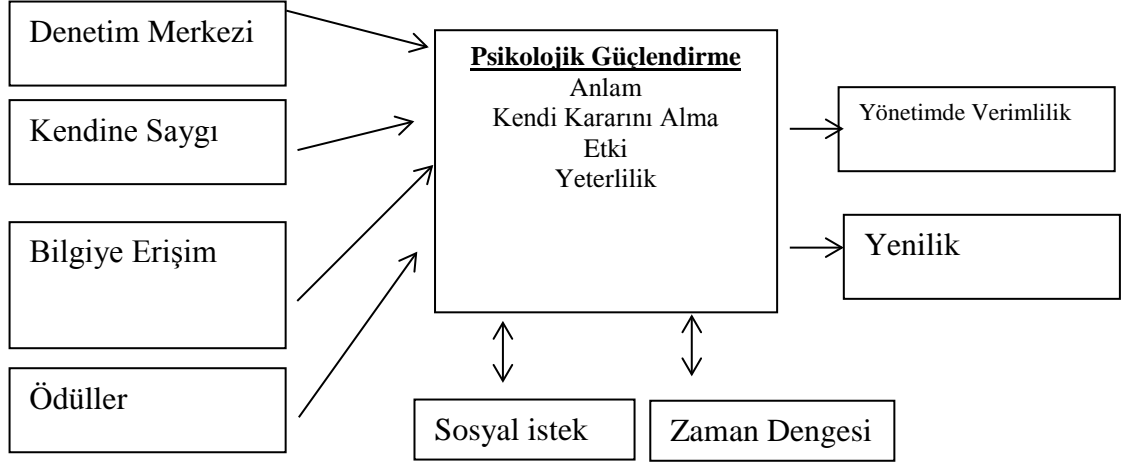 Denetim Merkezi
Kendine Saygı
Bilgiye Erişim
Ödüller
Psikolojik Güçlendirme
Anlam
Kendi Kararını Alma
Etki
Yeterlilik
Yönetimde Verimlilik
Yenilik
Sosyal istek
Zaman Dengesi